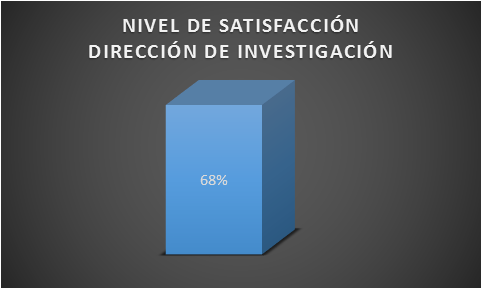 NIVEL DE SATISFACCIÓN
DIRECCIÓN DE INVESTIGACIÓN
68%